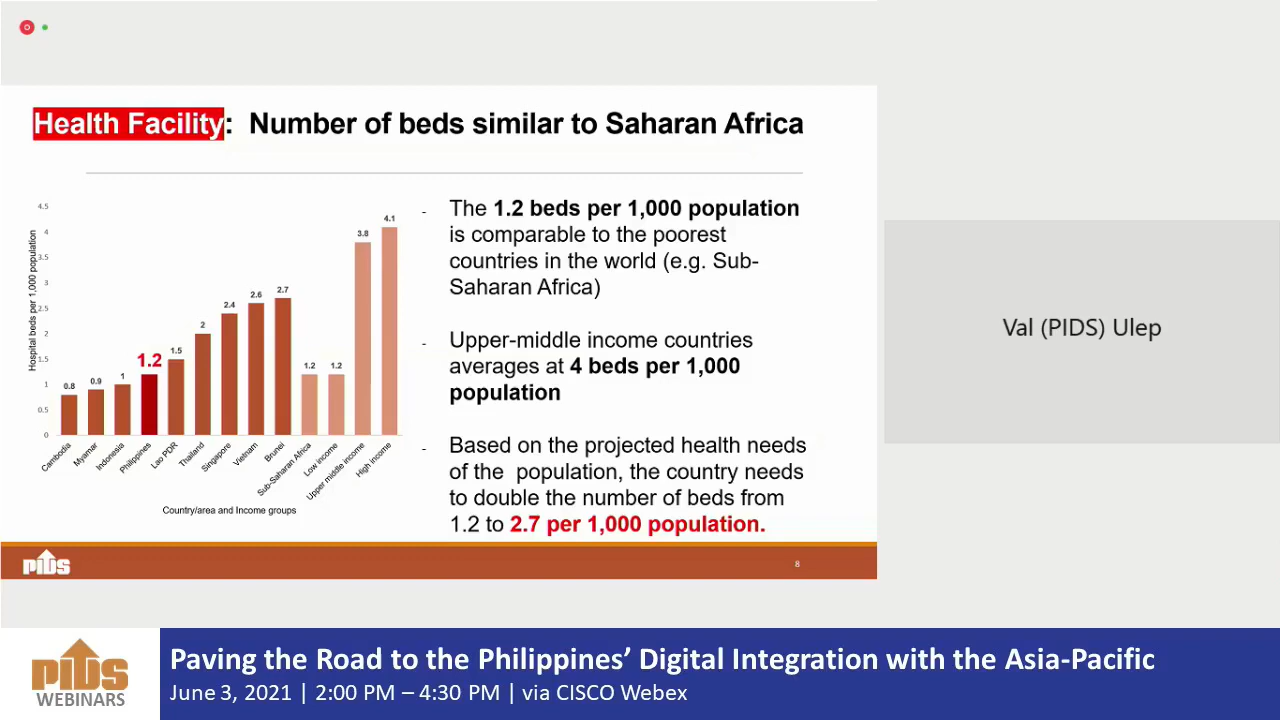 Health Facility: Number of beds similar to Saharan Africa
Hospital beds per 1,000 population
4.5
4
3.5
3
2.5
2
1.5
1
0.5
0
0.8
0.9
1
1.2
1.5
2
2.4
2.6
2.7
1.2
1.2
3.8
4.1
Cambodia
Myamar
Indonesia
Philippines
Lao PDR
Thailand
Singapore
Vietnam
Brunei
Sub-Saharan Africa
Low income
Upper middle income
High income
Country/area and Income groups
- The 1.2 beds per 1,000 population
is comparable to the poorest
countries in the world (e.g. Sub-
Saharan Africa)
- Upper-middle income countries
averages at 4 beds per 1,000
population
- Based on the projected health needs
of the population, the country needs
to double the number of beds from
1.2 to 2.7 per 1,000 population.
PIDS
8
Val (PIDS) Ulep
PIDS
WEBINARS
Paving the Road to the Philippines’ Digital Integration with the Asia-Pacific
June 3, 2021 | 2:00 PM – 4:30 PM | via CISCO Webex